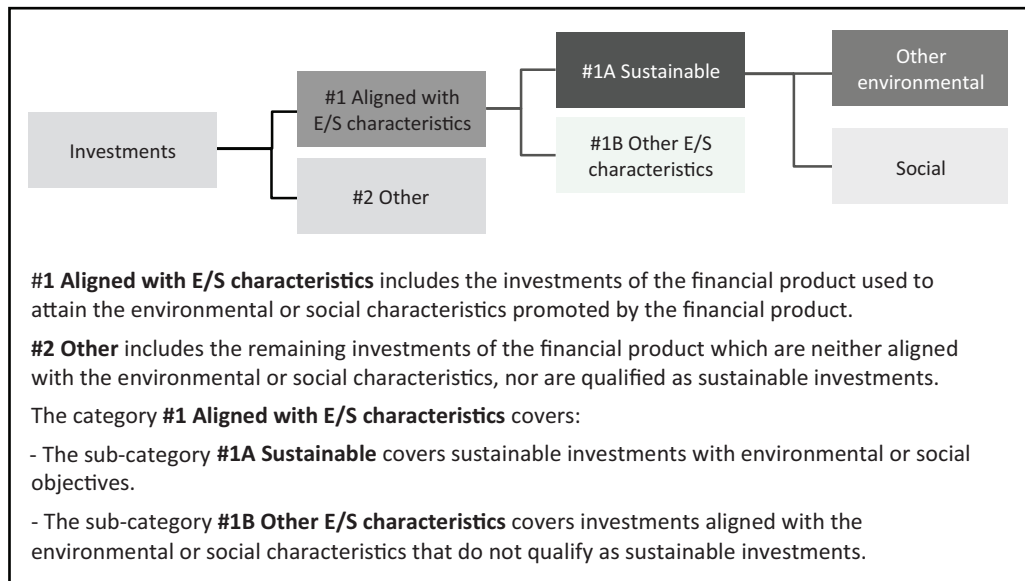 Investments
#1 Aligned with
E/S characteristics
#2 Other
#1A Sustainable
#1B Other E/S
characteristics
Other
environmental
Social
#1 Aligned with E/S characteristics includes the investments of the financial product used to
attain the environmental or social characteristics promoted by the financial product.
#2 Other includes the remaining investments of the financial product which are neither aligned
with the environmental or social characteristics, nor are qualified as sustainable investments.
The category #1 Aligned with E/S characteristics covers:
- The sub-category #1A Sustainable covers sustainable investments with environmental or social
objectives.
- The sub-category #1B Other E/S characteristics covers investments aligned with the
environmental or social characteristics that do not qualify as sustainable investments.